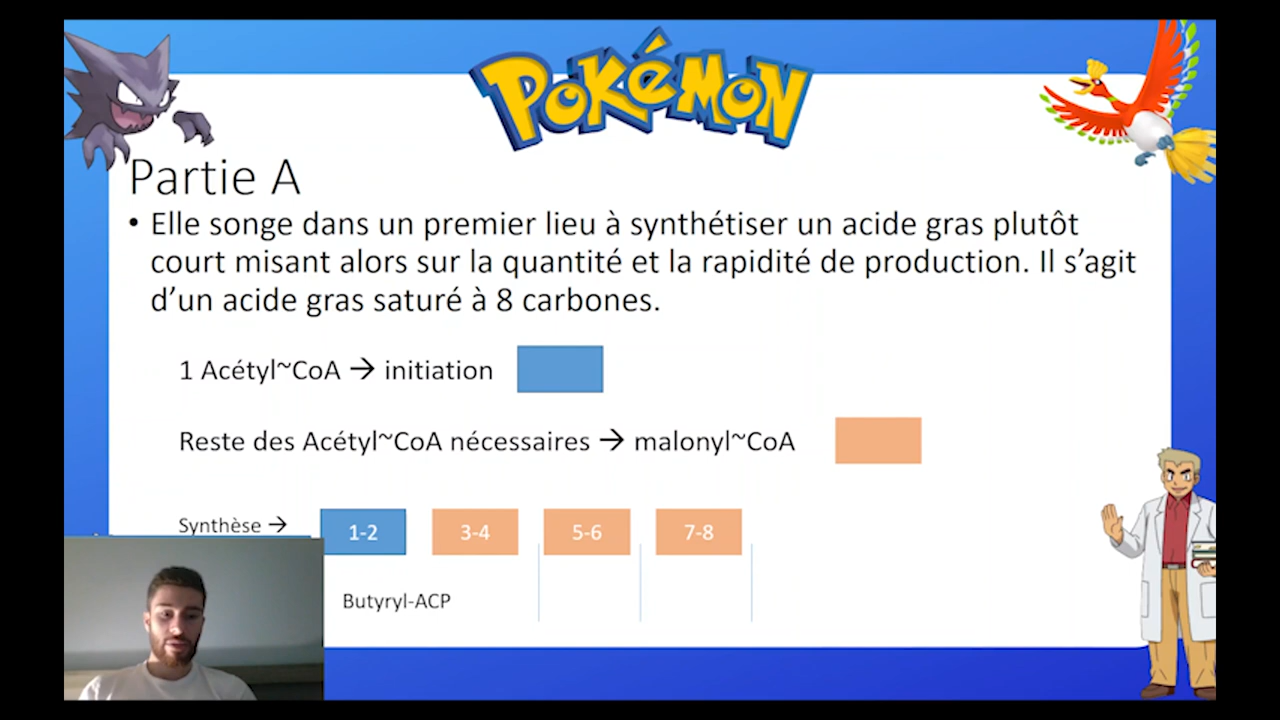 POKéMON
Partie A
• Elle songe dans un premier lieu à synthétiser un acide gras plutôt
court misant alors sur la quantité et la rapidité de production. Il s’agit
d’un acide gras saturé à 8 carbones.
1 Acétyl~CoA → initiation
Reste des Acétyl~CoA nécessaires → malonyl~CoA
Synthèse → 1-2 3-4 5-6 7-8
Butyryl-ACP